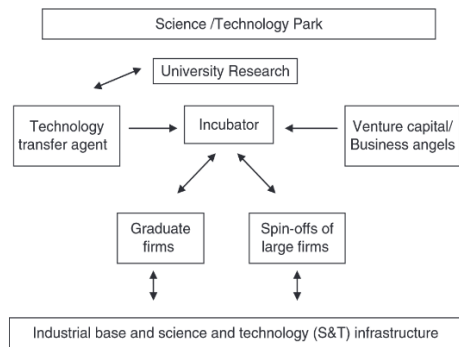 Science /Technology Park
University Research
Technology
transfer agent
Incubator
Venture capital/
Business angels
Graduate
firms
Spin-offs of
large firms
Industrial base and science and technology (S&T) infrastructure